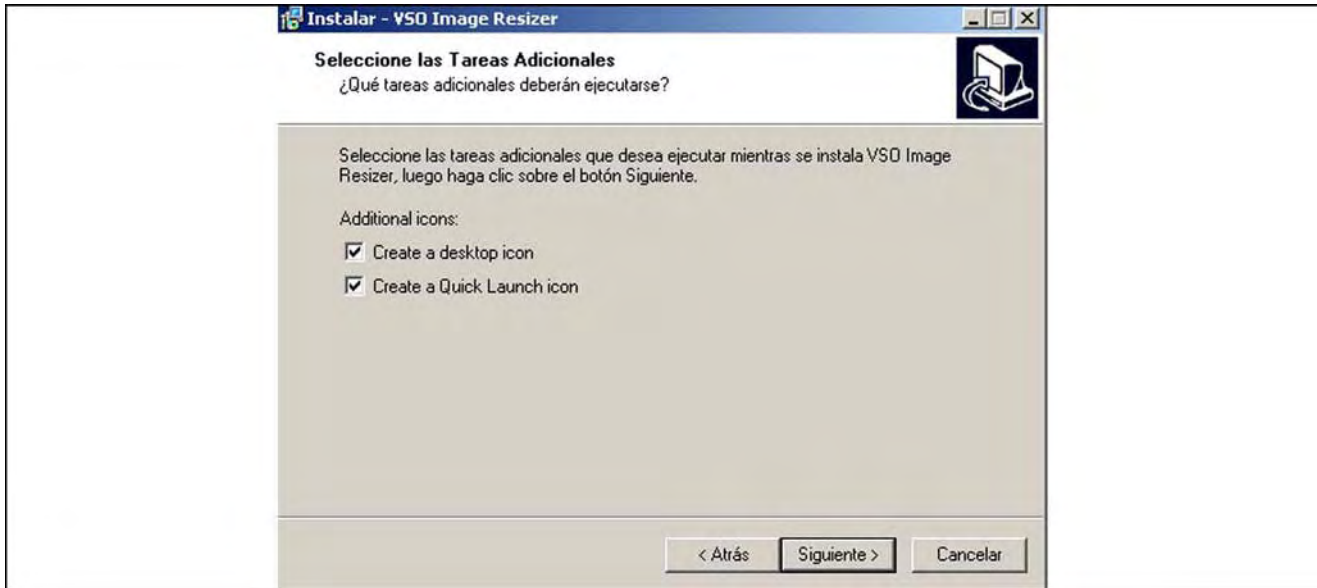 Instalar - VSO Image Resizer
Seleccione las Tareas Adicionales
¿Qué tareas adicionales deberán ejecutarse?
Seleccione las tareas adicionales que desea ejecutar mientras se instala VSO Image
Resizer, luego haga clic sobre el botón Siguiente.
Additional icons:
Create a desktop icon
Create a Quick Launch icon
< Atrás Siguiente > Cancelar